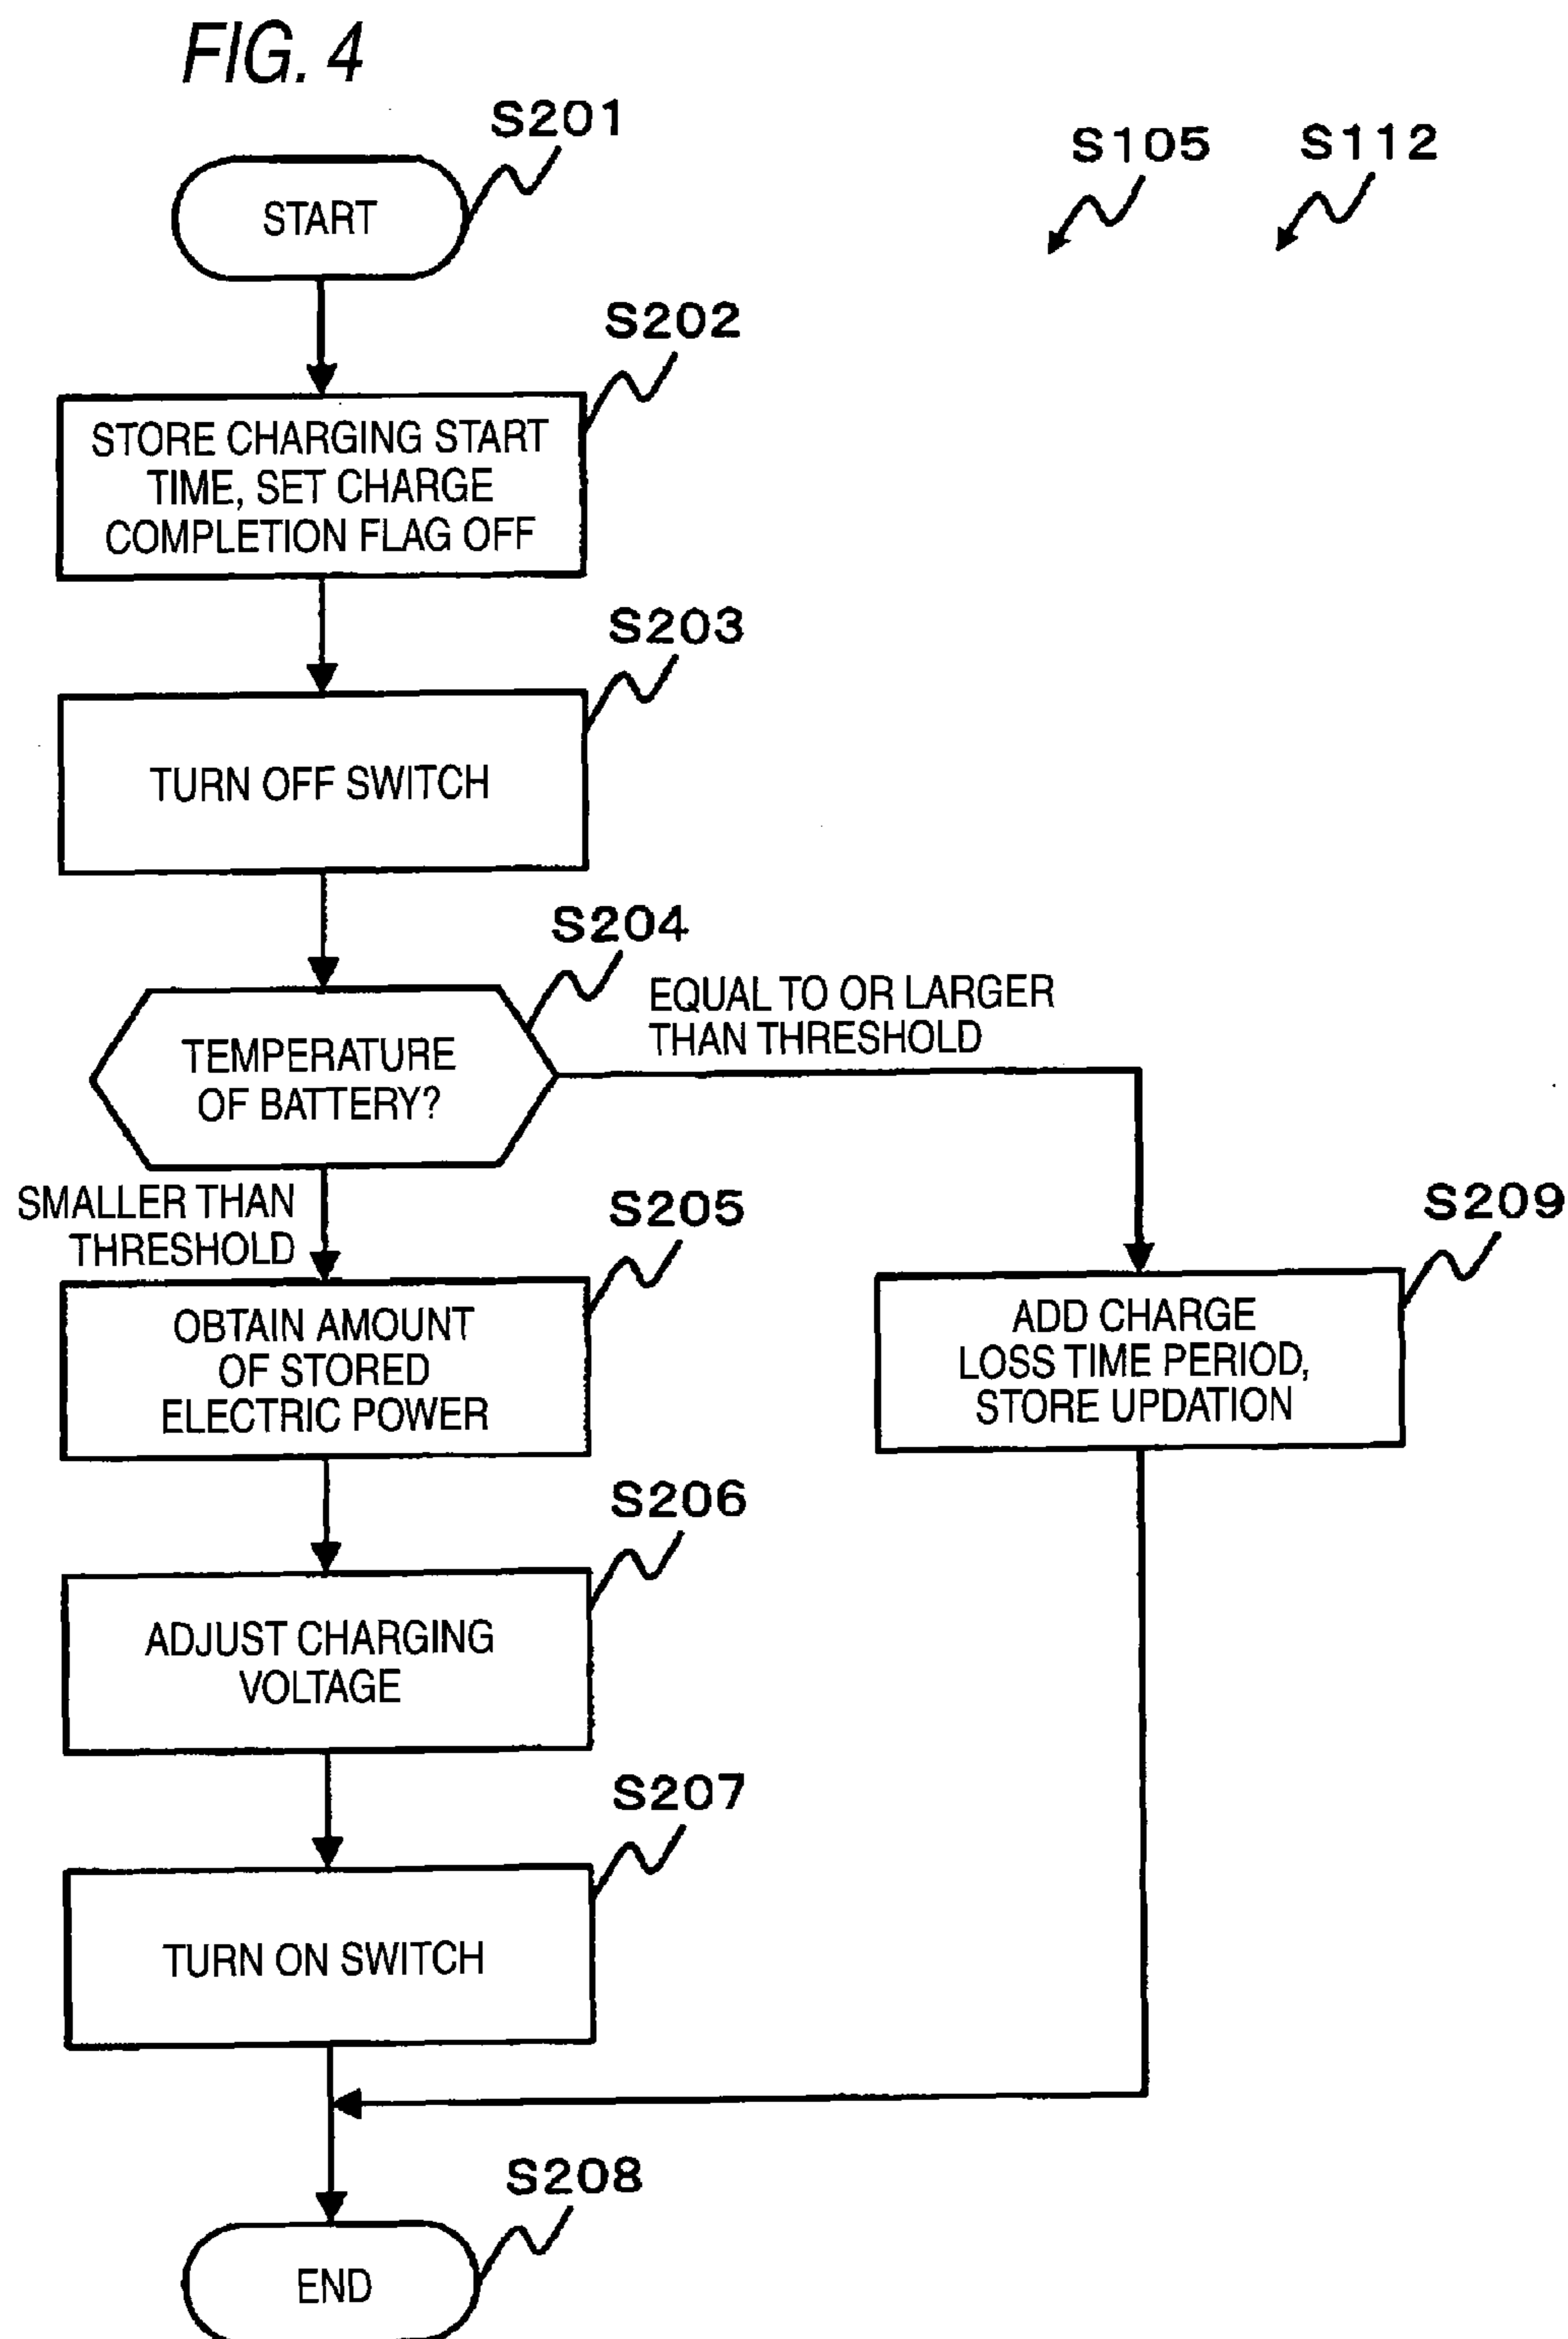 FIG. 4
S201
S105
S112
START
S202
STORE CHARGING START
TIME, SET CHARGE
COMPLETION FLAG OFF
S203
TURN OFF SWITCH
S204
EQUAL TO OR LARGER
THAN THRESHOLD
TEMPERATURE
OF BATTERY?
SMALLER THAN
THRESHOLD
S205
S209
OBTAIN AMOUNT
OF STORED
ELECTRIC POWER
ADD CHARGE
LOSS TIME PERIOD,
STORE UPDATION
S206
ADJUST CHARGING
VOLTAGE
S207
TURN ON SWITCH
S208
END